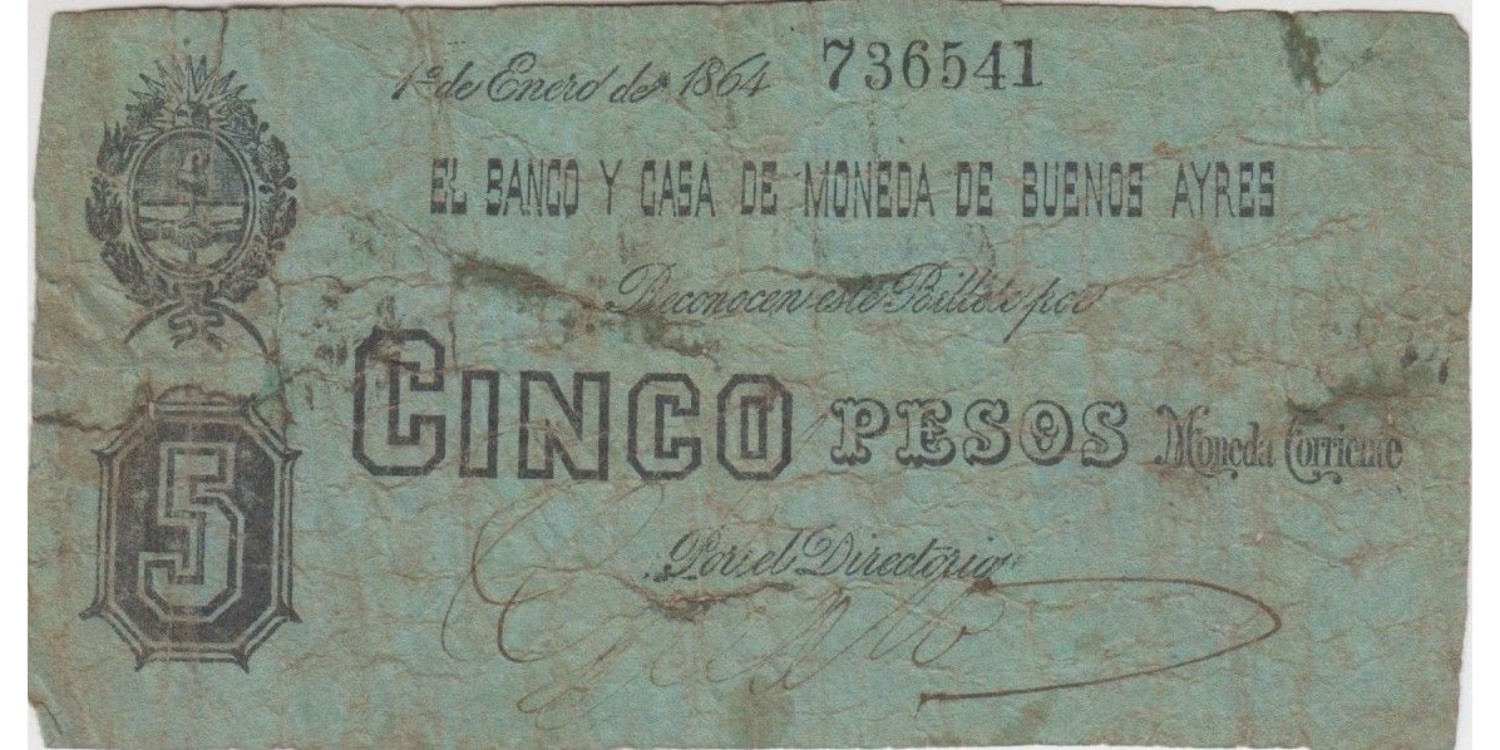 1º de Enero de 1864 736541
EL BANCO Y CASA DE MONEDA DE BUENOS AYRES
Reconocen este Billete por
CINCO PESOS Moneda Corriente
5
Por el Directorio